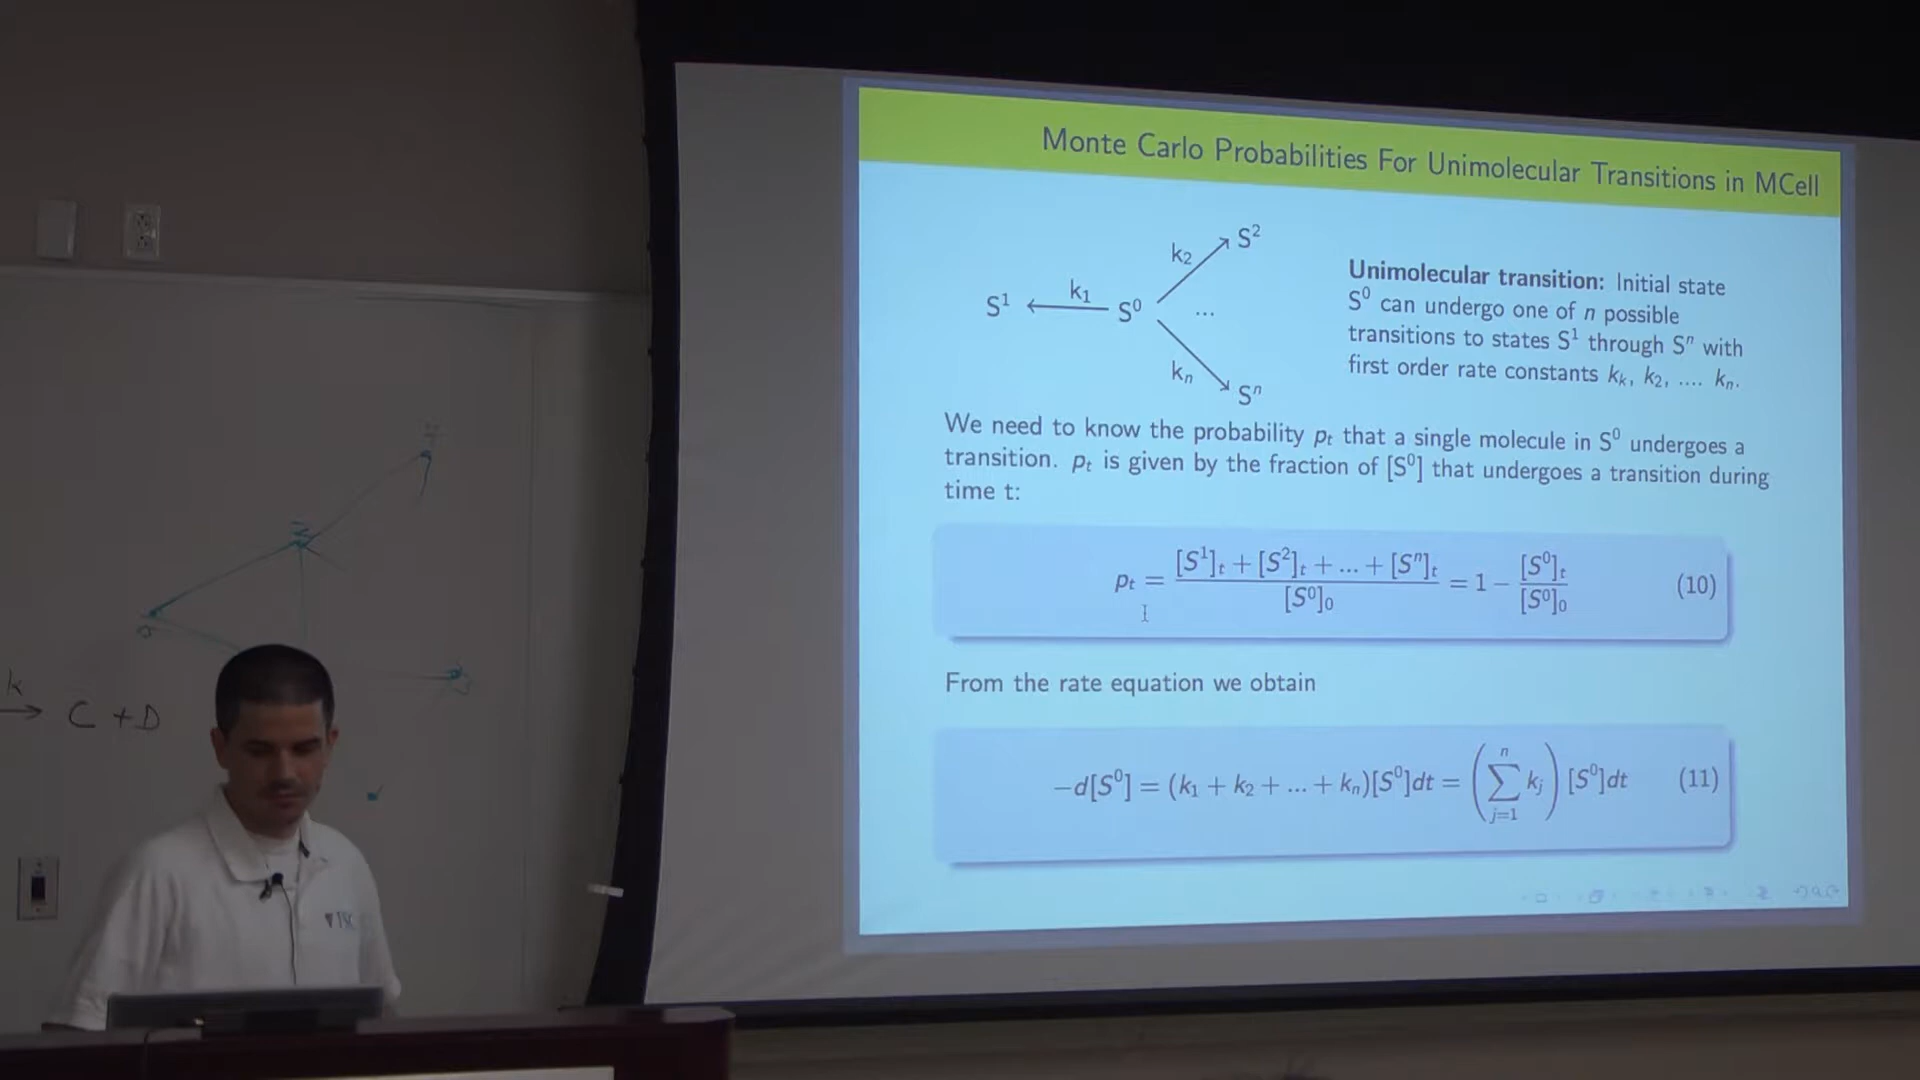 Monte Carlo Probabilities For Unimolecular Transitions in MCell
S¹ ← k₁ S⁰
k₂ S²
...
kₙ Sⁿ
Unimolecular transition: Initial state
S⁰ can undergo one of n possible
transitions to states S¹ through Sⁿ with
first order rate constants kₖ, k₂, .... kₙ.
We need to know the probability pₜ that a single molecule in S⁰ undergoes a
transition. pₜ is given by the fraction of [S⁰] that undergoes a transition during
time t:
pₜ = ([S¹]ₜ + [S²]ₜ + ... + [Sⁿ]ₜ) / [S⁰]₀ = 1 − [S⁰]ₜ / [S⁰]₀ (10)
From the rate equation we obtain
−d[S⁰] = (k₁ + k₂ + ... + kₙ)[S⁰]dt = (∑ⱼ₌₁ⁿ kⱼ) [S⁰]dt (11)
k
→ C + D